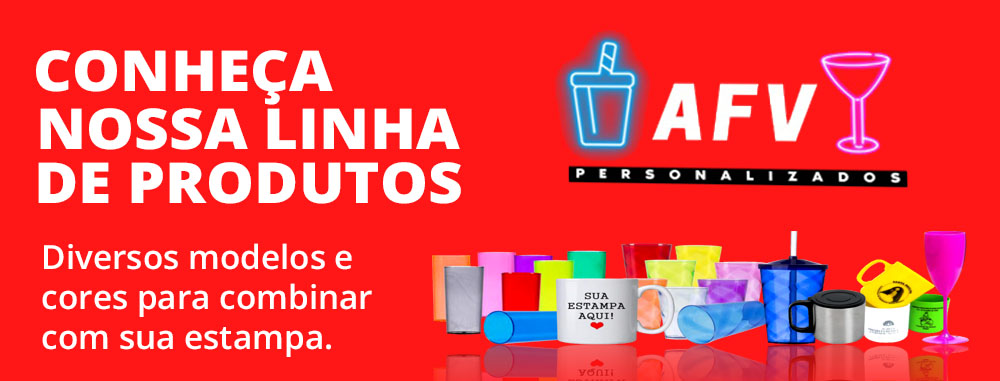 CONHEÇA
NOSSA LINHA
DE PRODUTOS
Diversos modelos e
cores para combinar
com sua estampa.
AFV
PERSONALIZADOS
SUA
ESTAMPA
AQUI!